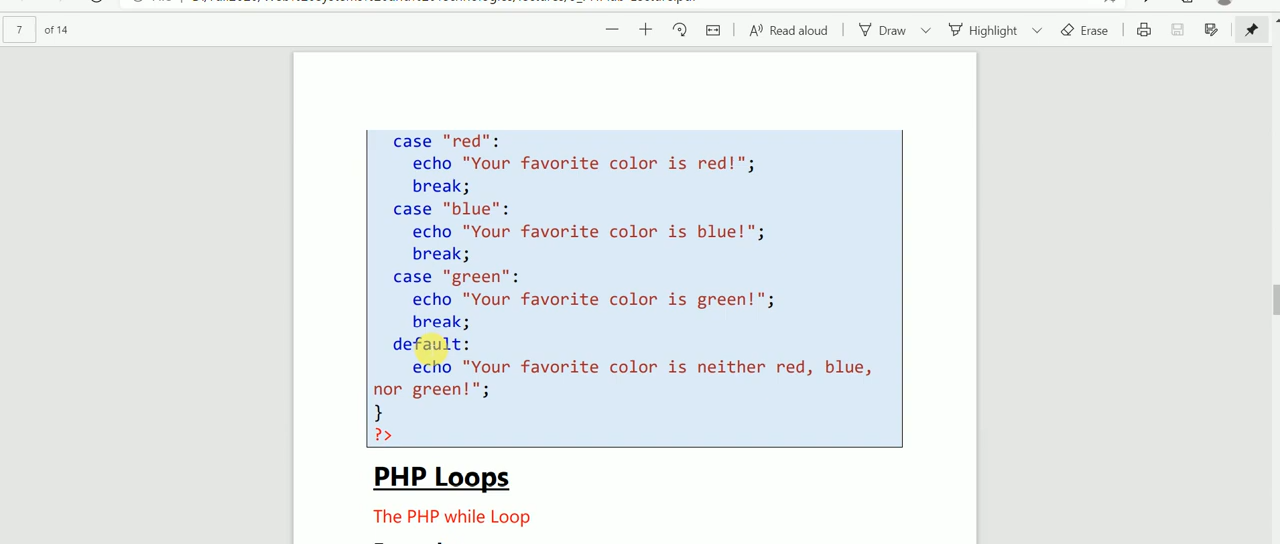 7 of 14
Read aloud
Draw
Highlight
Erase
case "red":
echo "Your favorite color is red!";
break;
case "blue":
echo "Your favorite color is blue!";
break;
case "green":
echo "Your favorite color is green!";
break;
default:
echo "Your favorite color is neither red, blue,
nor green!";
}
?>
PHP Loops
The PHP while Loop